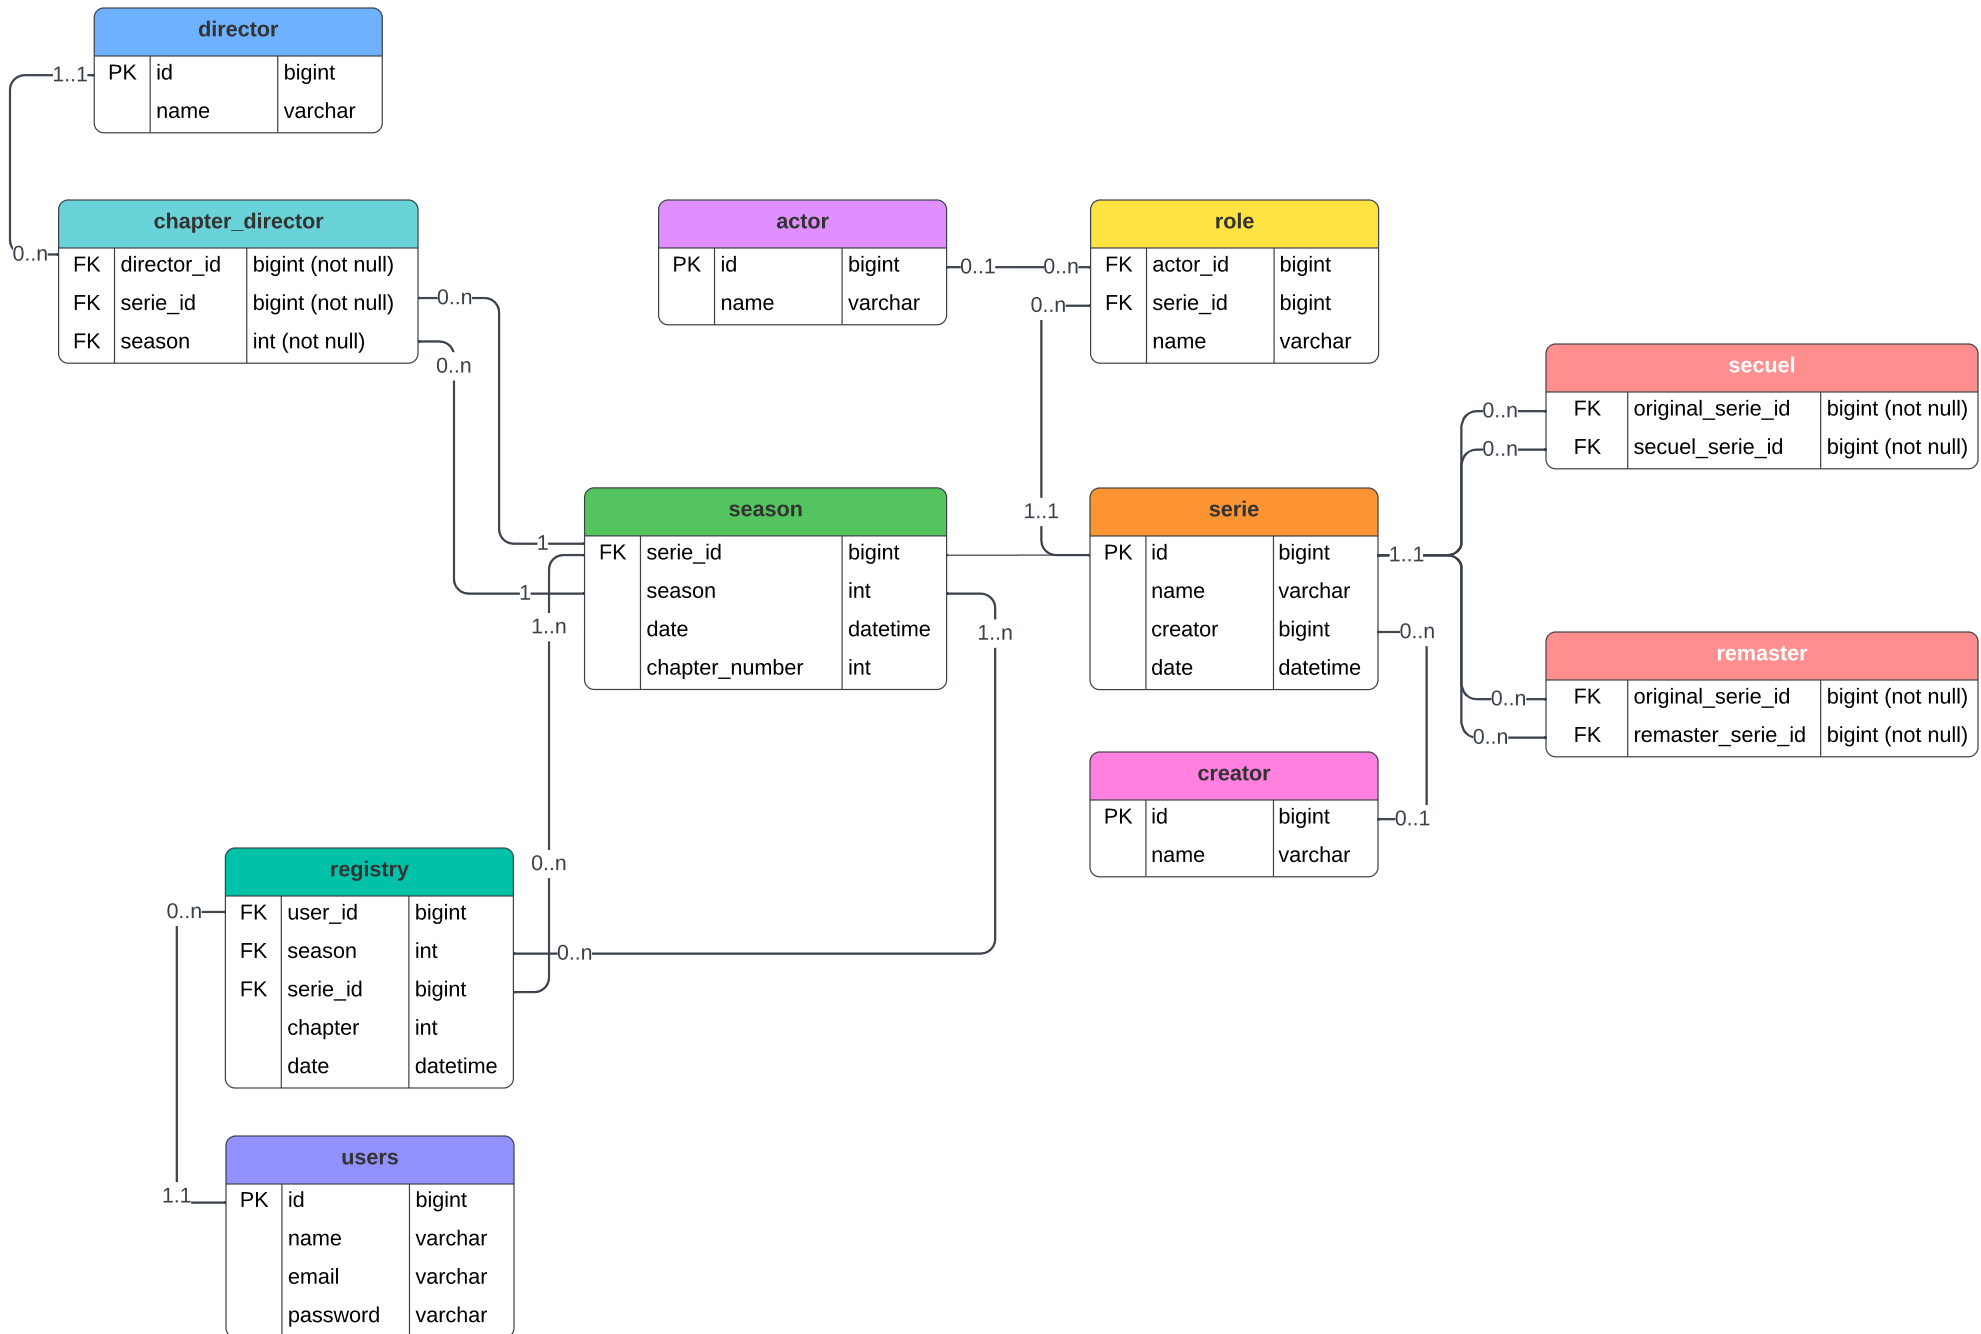 director
PK id bigint
name varchar
1..1
0..n
chapter_director
FK director_id bigint (not null)
FK serie_id bigint (not null)
FK season int (not null)
0..n
0..n
actor
PK id bigint
name varchar
0..1
0..n
role
FK actor_id bigint
FK serie_id bigint
name varchar
0..n
1..1
secuel
FK original_serie_id bigint (not null)
FK secuel_serie_id bigint (not null)
0..n
0..n
season
FK serie_id bigint
season int
date datetime
chapter_number int
1
1
1..n
1..n
serie
PK id bigint
name varchar
creator bigint
date datetime
1..1
0..n
remaster
FK original_serie_id bigint (not null)
FK remaster_serie_id bigint (not null)
0..n
0..n
creator
PK id bigint
name varchar
0..1
registry
FK user_id bigint
FK season int
FK serie_id bigint
chapter int
date datetime
0..n
0..n
0..n
users
PK id bigint
name varchar
email varchar
password varchar
1.1